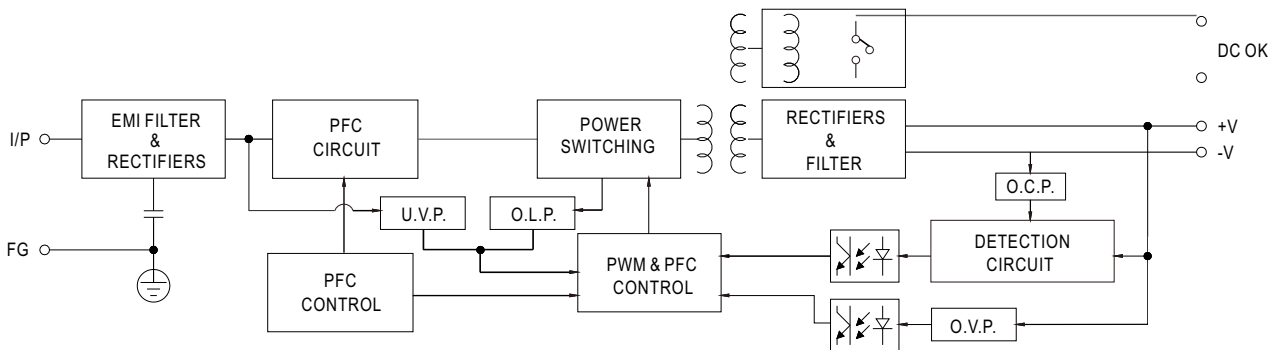 DC OK
I/P
EMI FILTER
&
RECTIFIERS
PFC
CIRCUIT
POWER
SWITCHING
RECTIFIERS
&
FILTER
+V
-V
O.C.P.
U.V.P.
O.L.P.
FG
PFC
CONTROL
PWM & PFC
CONTROL
DETECTION
CIRCUIT
O.V.P.